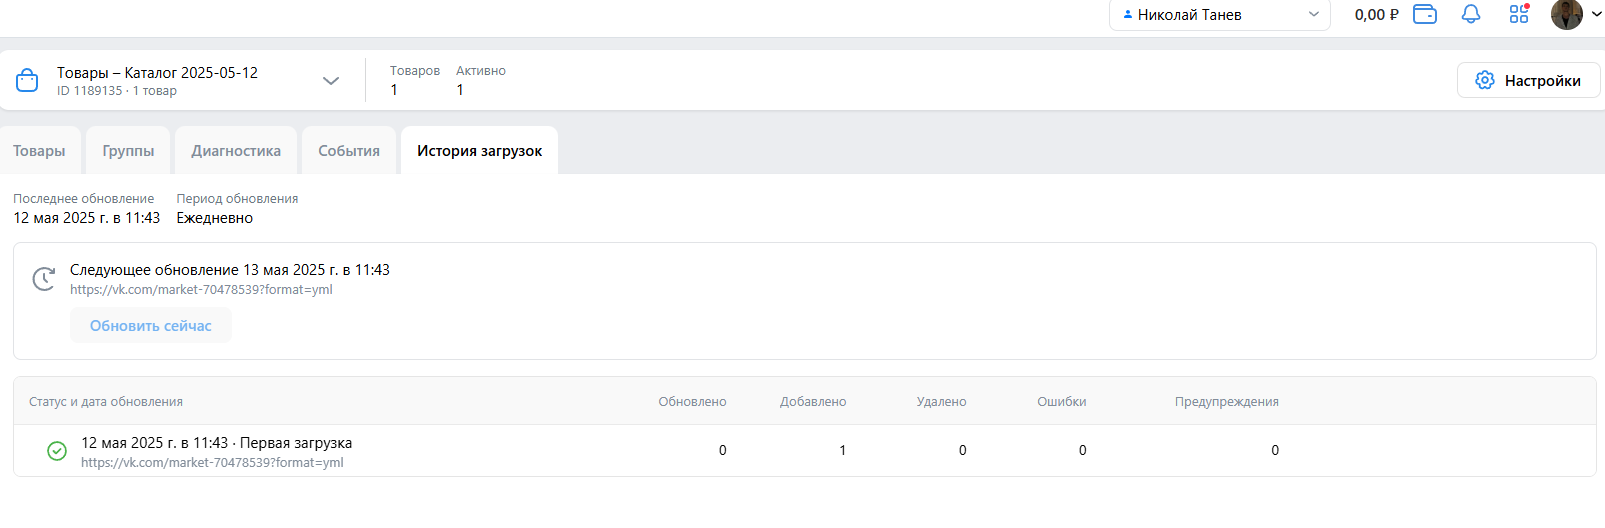 Николай Танев
0,00 ₽
Товары – Каталог 2025-05-12
ID 1189135 · 1 товар
Товаров
1
Активно
1
Настройки
Товары
Группы
Диагностика
События
История загрузок
Последнее обновление
12 мая 2025 г. в 11:43
Период обновления
Ежедневно
Следующее обновление 13 мая 2025 г. в 11:43
https://vk.com/market-70478539?format=yml
Обновить сейчас
Статус и дата обновления Обновлено Добавлено Удалено Ошибки Предупреждения
12 мая 2025 г. в 11:43 · Первая загрузка 0 1 0 0 0
https://vk.com/market-70478539?format=yml